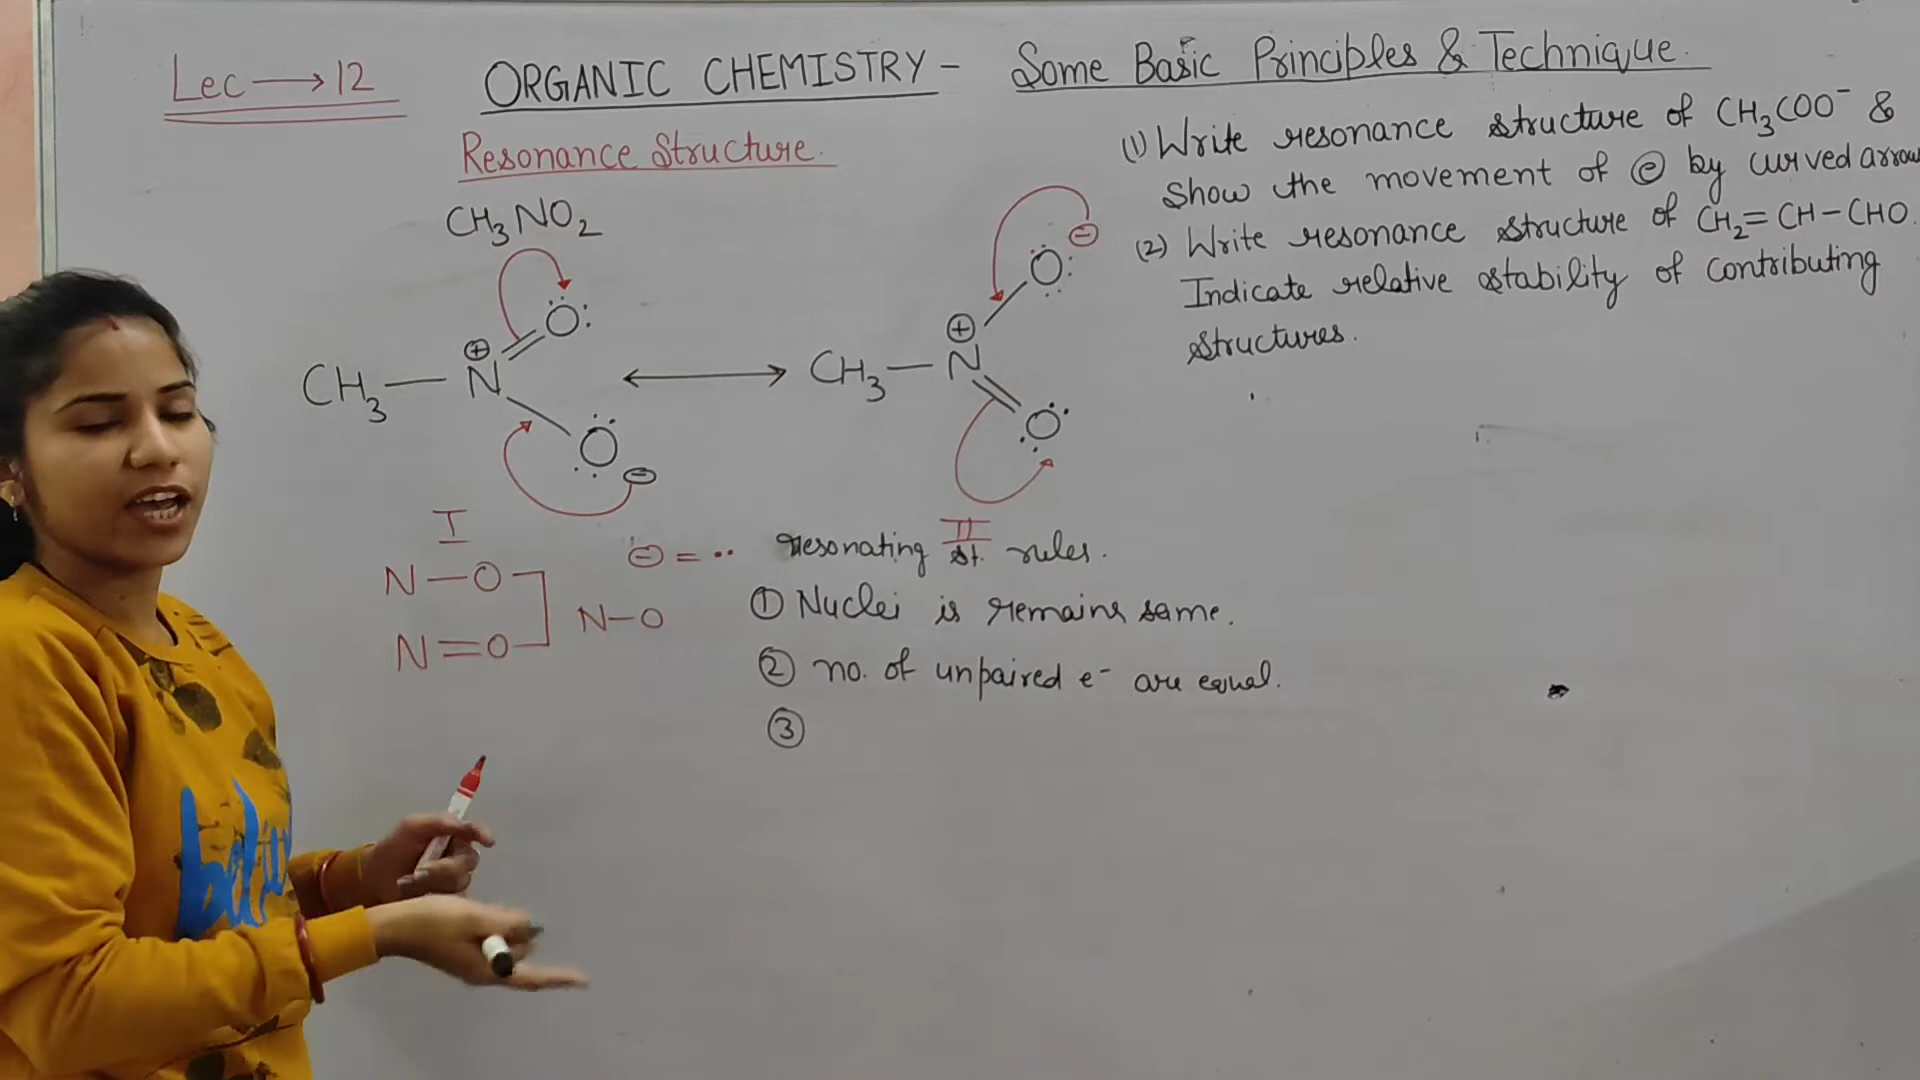 Lec → 12
ORGANIC CHEMISTRY - Some Basic Principles & Technique.
Resonance Structure.
CH₃NO₂
CH₃ — N⊕ = O
O ⊖
I
↔
CH₃ — N⊕ — O ⊖
O
II
N — O
N = O
N - O
⊖ = ••
(1) Write resonance structure of CH₃COO⁻ &
Show the movement of ⓔ by curved arrow
(2) Write resonance structure of CH₂=CH-CHO.
Indicate relative stability of contributing
structures.
resonating st. rules.
① Nuclei is remains same.
② no. of unpaired e⁻ are equal.
③